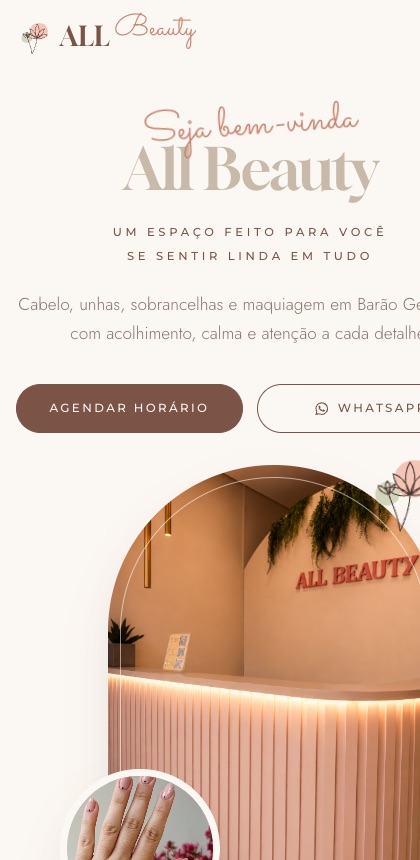 ALL Beauty
Seja bem-vinda
All Beauty
UM ESPAÇO FEITO PARA VOCÊ
SE SENTIR LINDA EM TUDO
Cabelo, unhas, sobrancelhas e maquiagem em Barão Ge
com acolhimento, calma e atenção a cada detalhe
AGENDAR HORÁRIO
WHATSAPP
ALL BEAUTY